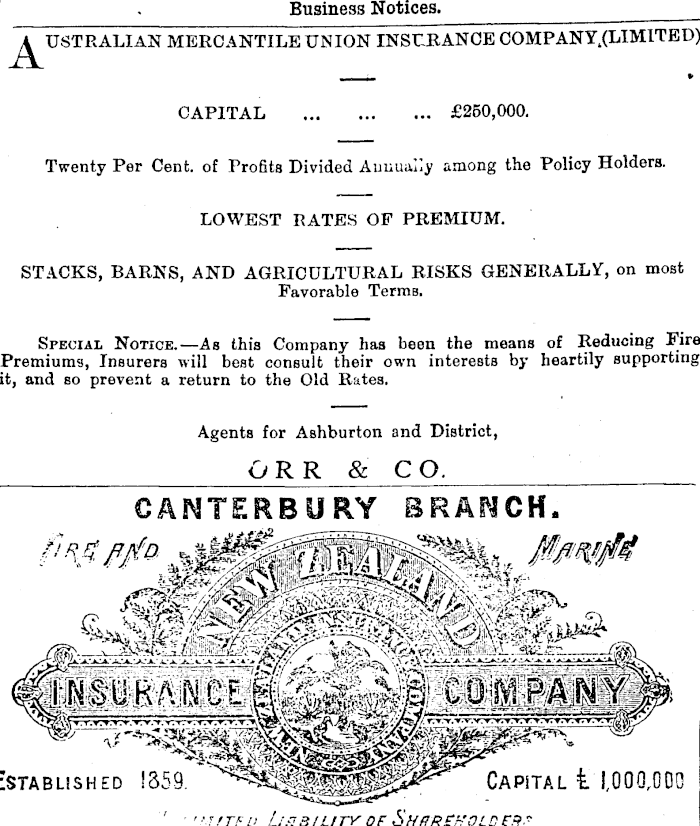 Business Notices.
AUSTRALIAN MERCANTILE UNION INSURANCE COMPANY, (LIMITED)
CAPITAL ... ... ... £250,000.
Twenty Per Cent. of Profits Divided Annually among the Policy Holders.
LOWEST RATES OF PREMIUM.
STACKS, BARNS, AND AGRICULTURAL RISKS GENERALLY, on most
Favorable Terms.
SPECIAL NOTICE.—As this Company has been the means of Reducing Fire
Premiums, Insurers will best consult their own interests by heartily supporting
it, and so prevent a return to the Old Rates.
Agents for Ashburton and District,
ORR & CO.
CANTERBURY BRANCH.
FIRE AND MARINE
NEW ZEALAND
NEW ZEALAND INSURANCE COMPANY
INSURANCE COMPANY
ESTABLISHED 1859. CAPITAL £1,000,000
LIABILITY OF SHAREHOLDERS